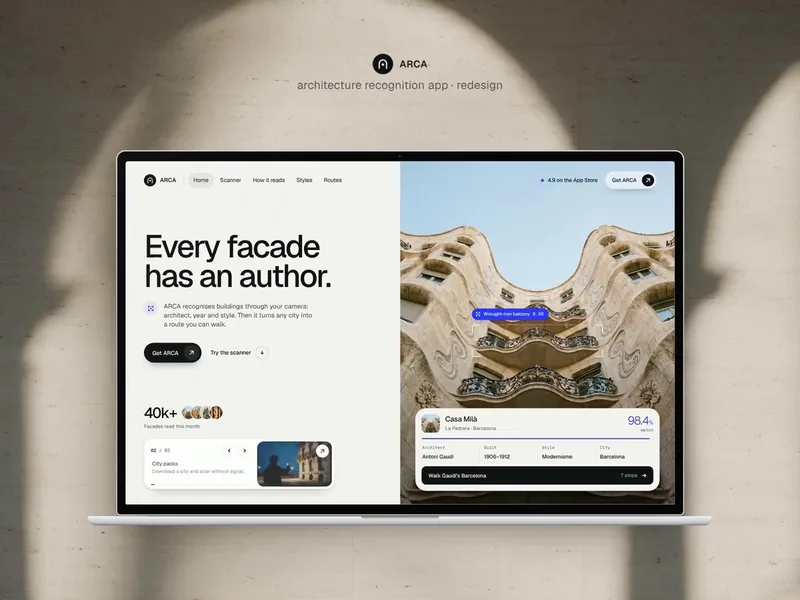 ARCA
architecture recognition app · redesign
ARCA
Home
Scanner
How it reads
Styles
Routes
4.9 on the App Store
Get ARCA
Every facade
has an author.
ARCA recognises buildings through your camera:
architect, year and style. Then it turns any city into
a route you can walk.
Get ARCA
Try the scanner
40k+
Facades read this month
02 / 03
City packs
Download a city and scan without signal.
Wrought-iron balcony
Casa Milà
La Pedrera · Barcelona
98.4%
match
Architect
Built
Style
City
Antoni Gaudí
1906–1912
Modernisme
Barcelona
Walk Gaudí's Barcelona
7 stops